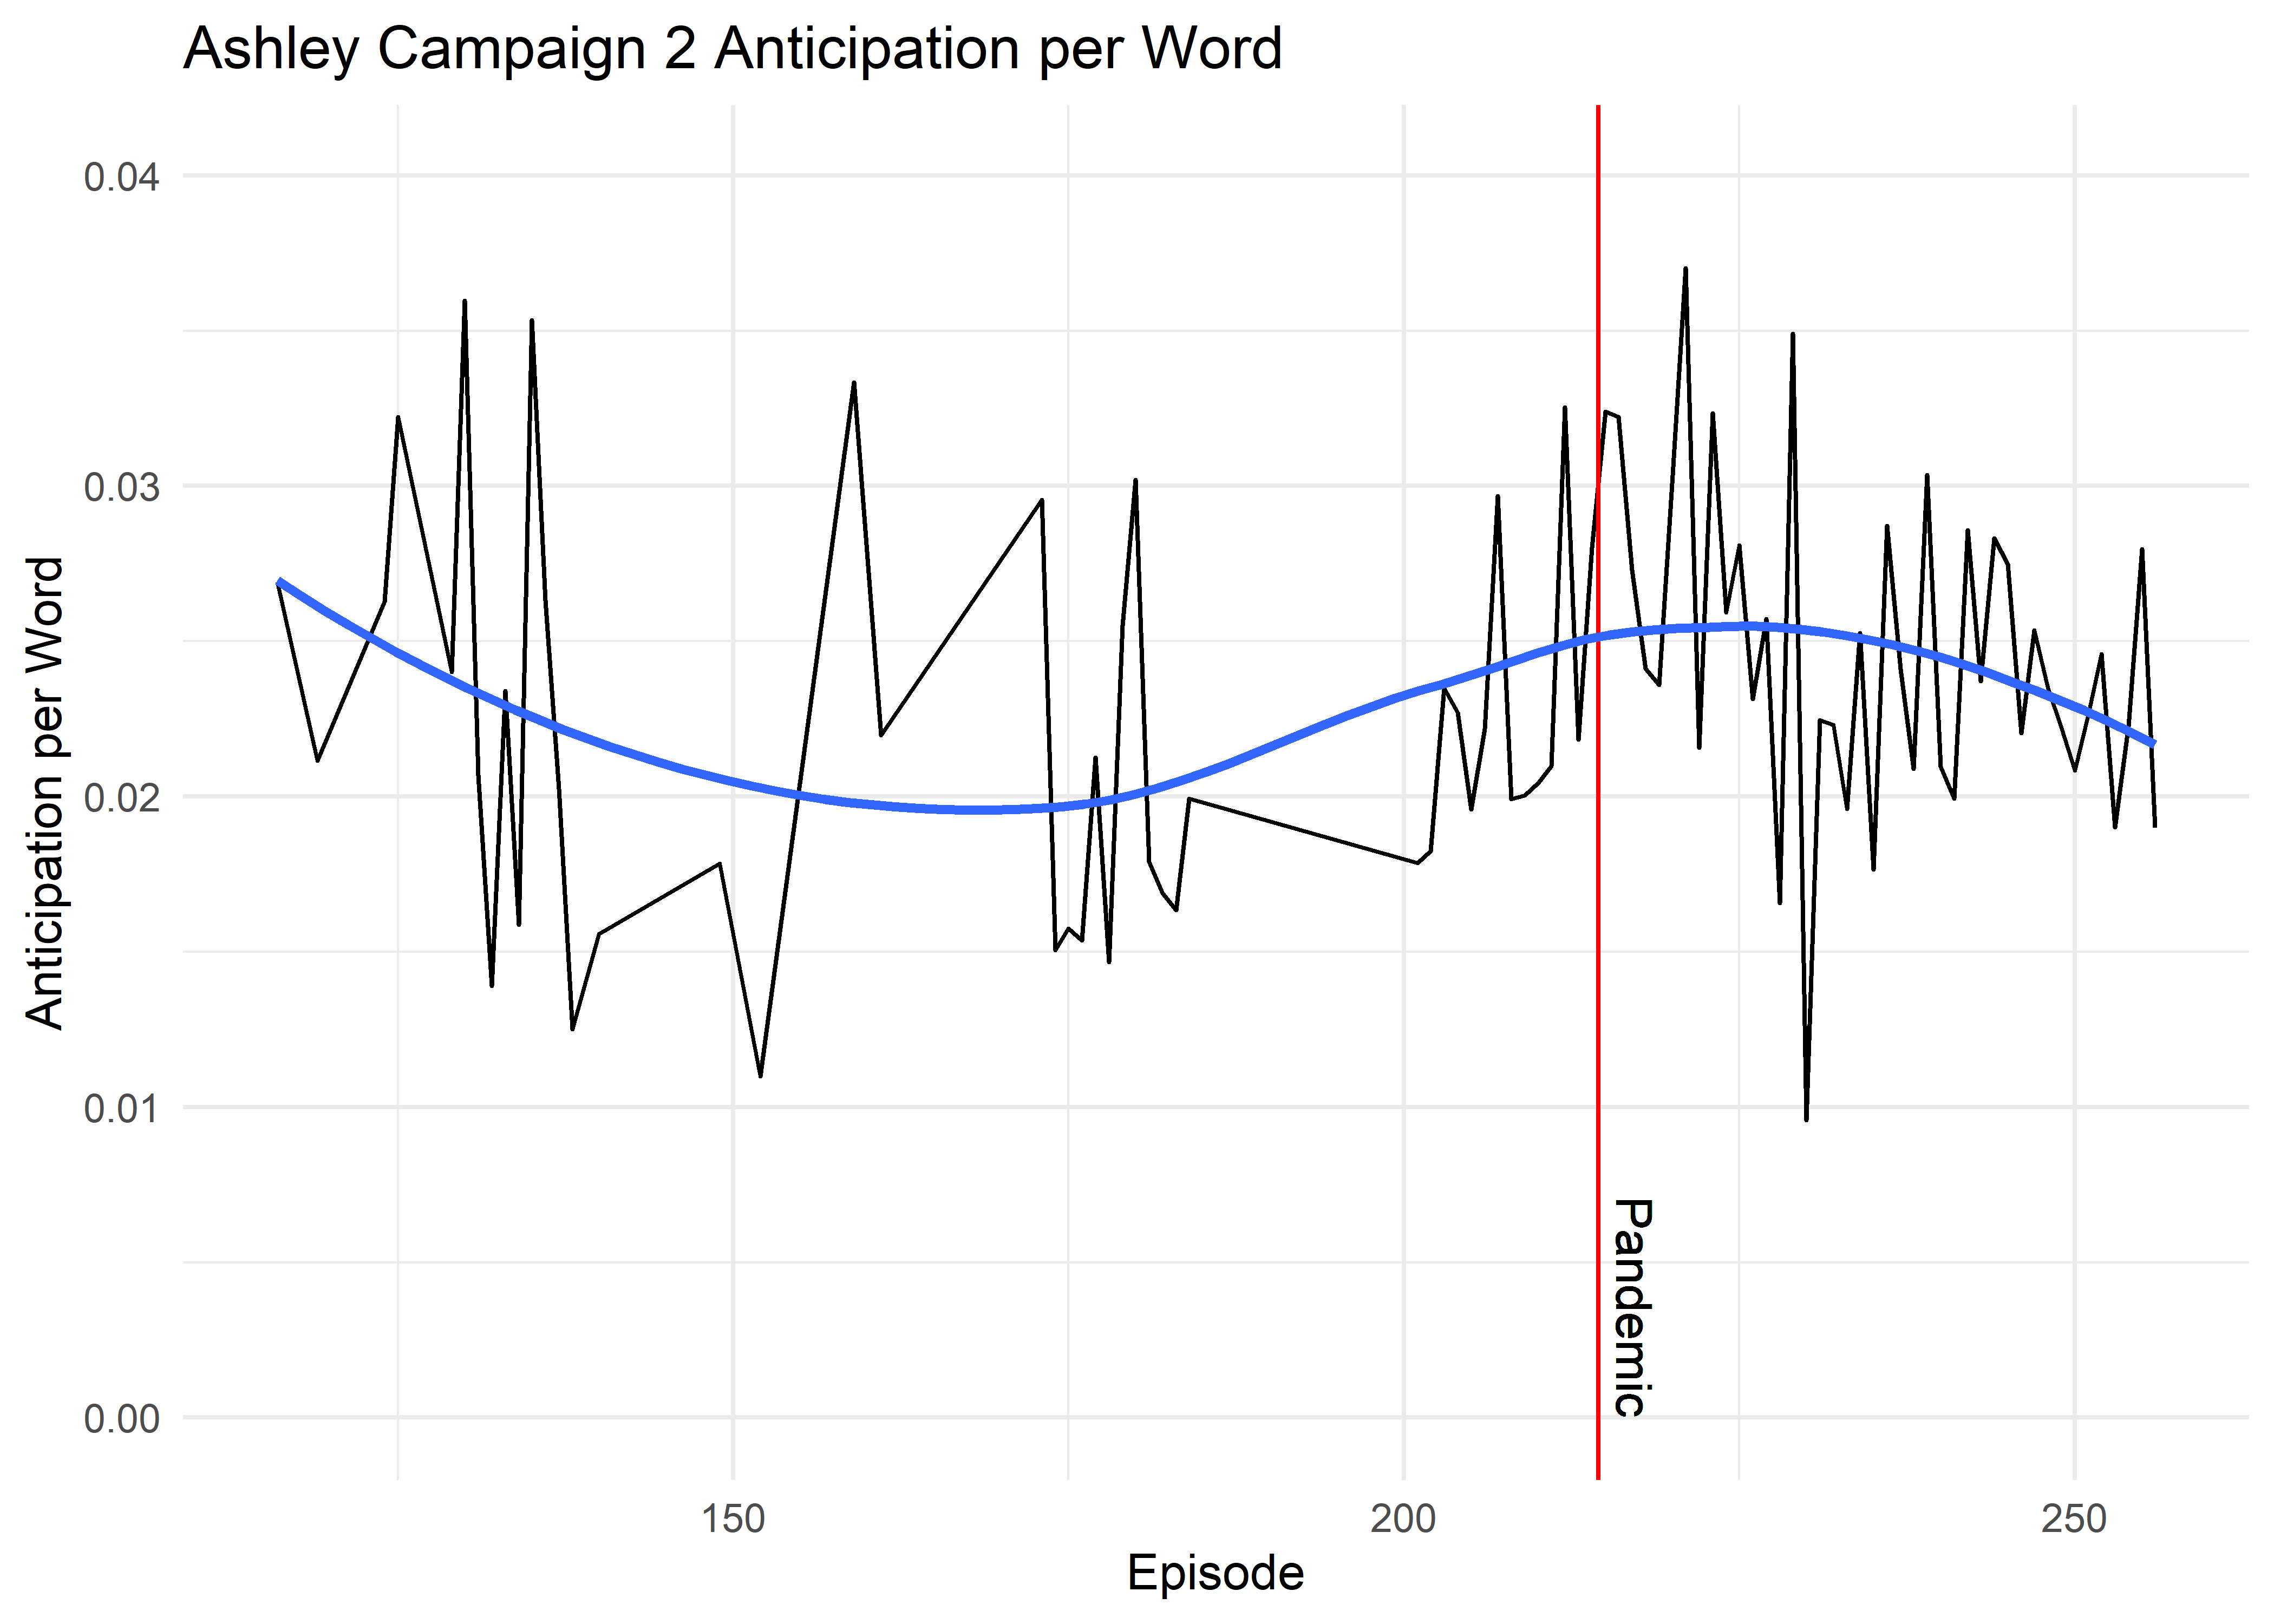 Ashley Campaign 2 Anticipation per Word
0.04
0.03
0.02
0.01
0.00
Anticipation per Word
Pandemic
150
200
250
Episode